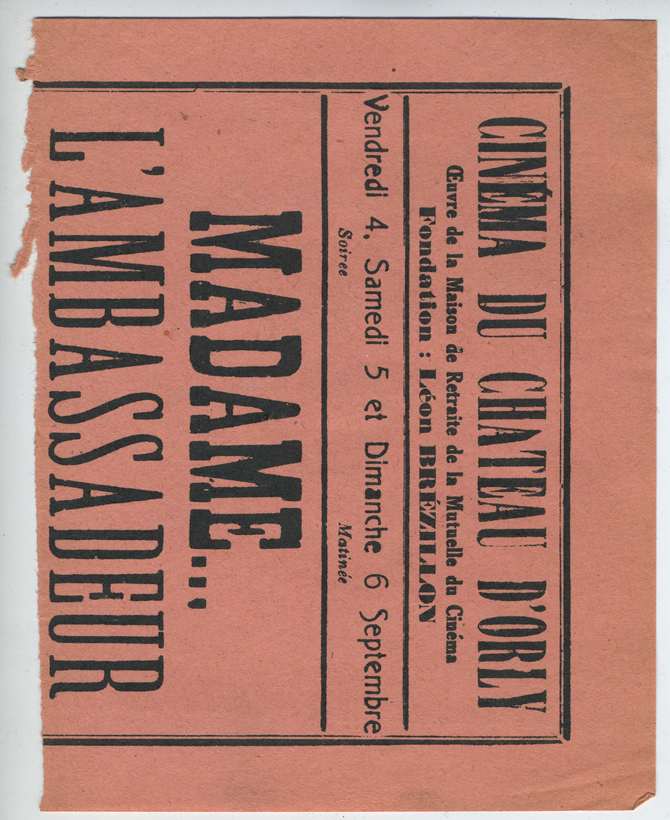 CINÉMA DU CHATEAU D'ORLY
Œuvre de la Maison de Retraite de la Mutuelle du Cinéma
Fondation : Léon BRÉZILLON
Vendredi 4, Samedi 5 et Dimanche 6 Septembre
Soiree Matinée
MADAME...
L'AMBASSADEUR